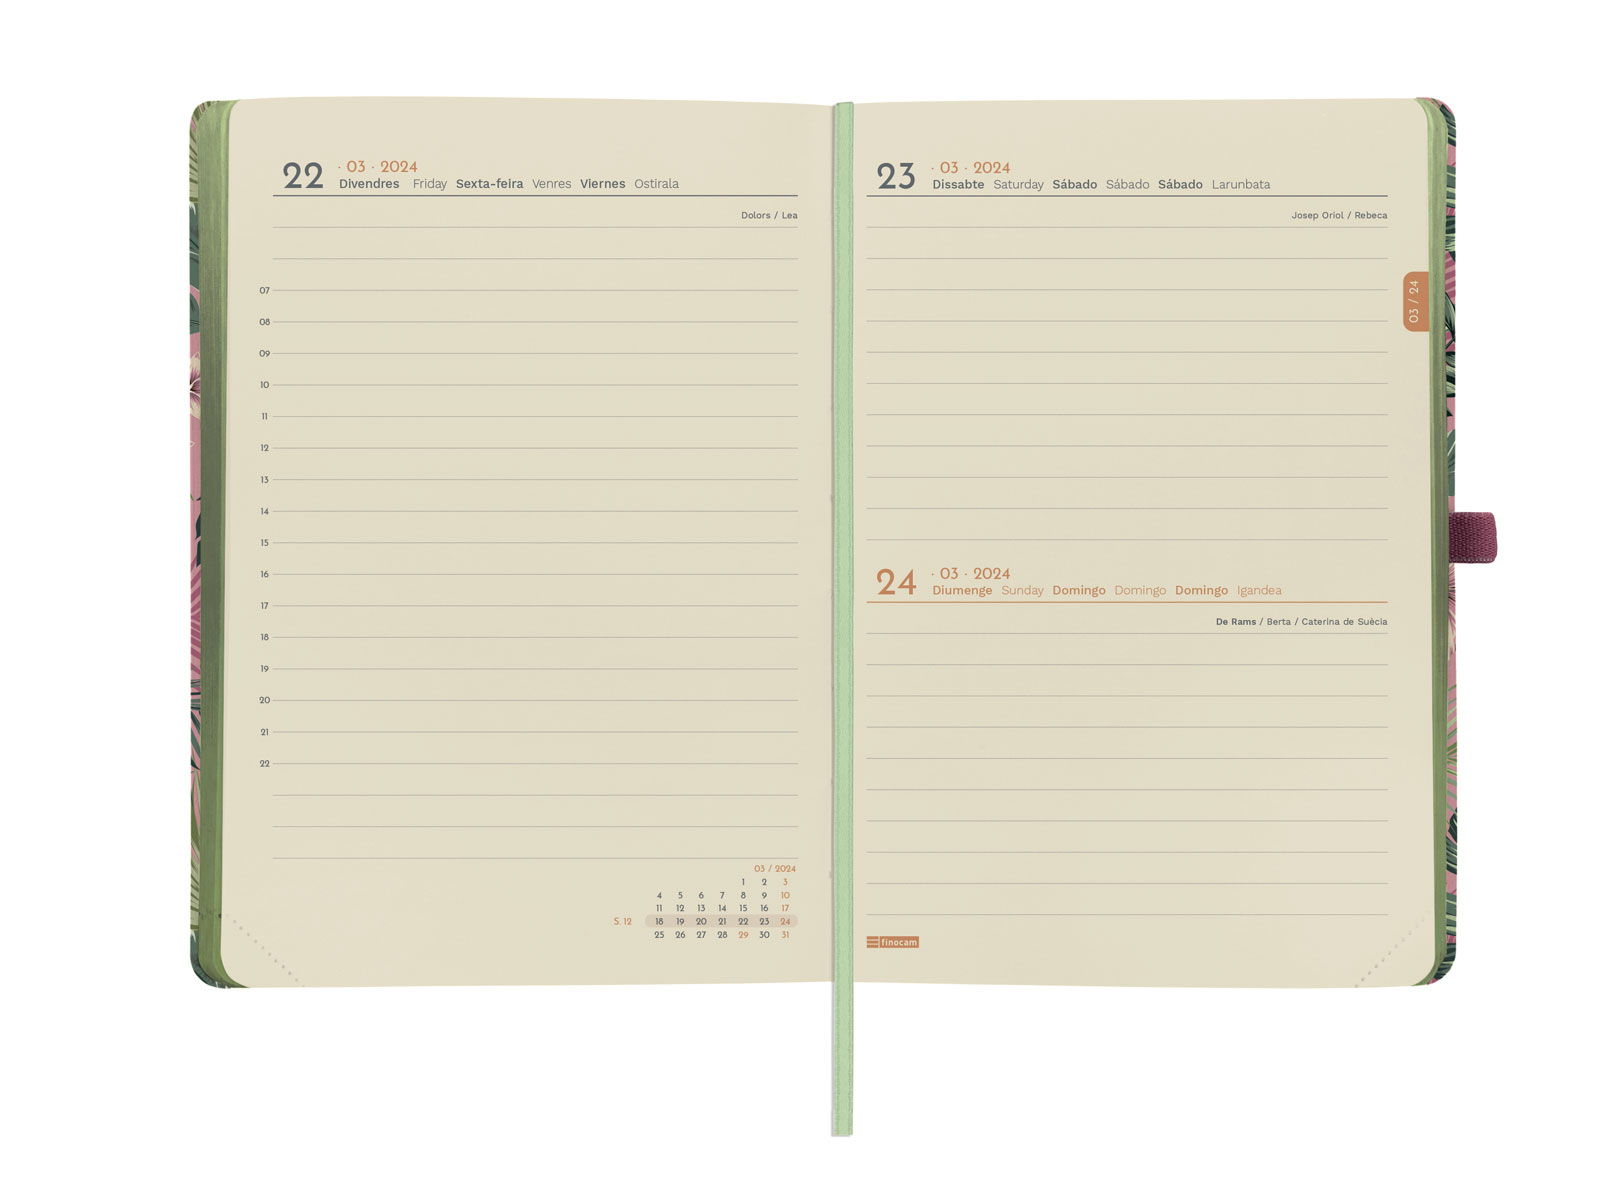 22 · 03 · 2024
Divendres Friday Sexta-feira Venres Viernes Ostirala
Dolors / Lea
07
08
09
10
11
12
13
14
15
16
17
18
19
20
21
22
03 / 2024
1 2 3
4 5 6 7 8 9 10
11 12 13 14 15 16 17
S. 12 18 19 20 21 22 23 24
25 26 27 28 29 30 31
23 · 03 · 2024
Dissabte Saturday Sábado Sábado Sábado Larunbata
Josep Oriol / Rebeca
03 / 24
24 · 03 · 2024
Diumenge Sunday Domingo Domingo Domingo Igandea
De Rams / Berta / Caterina de Suècia
finocam